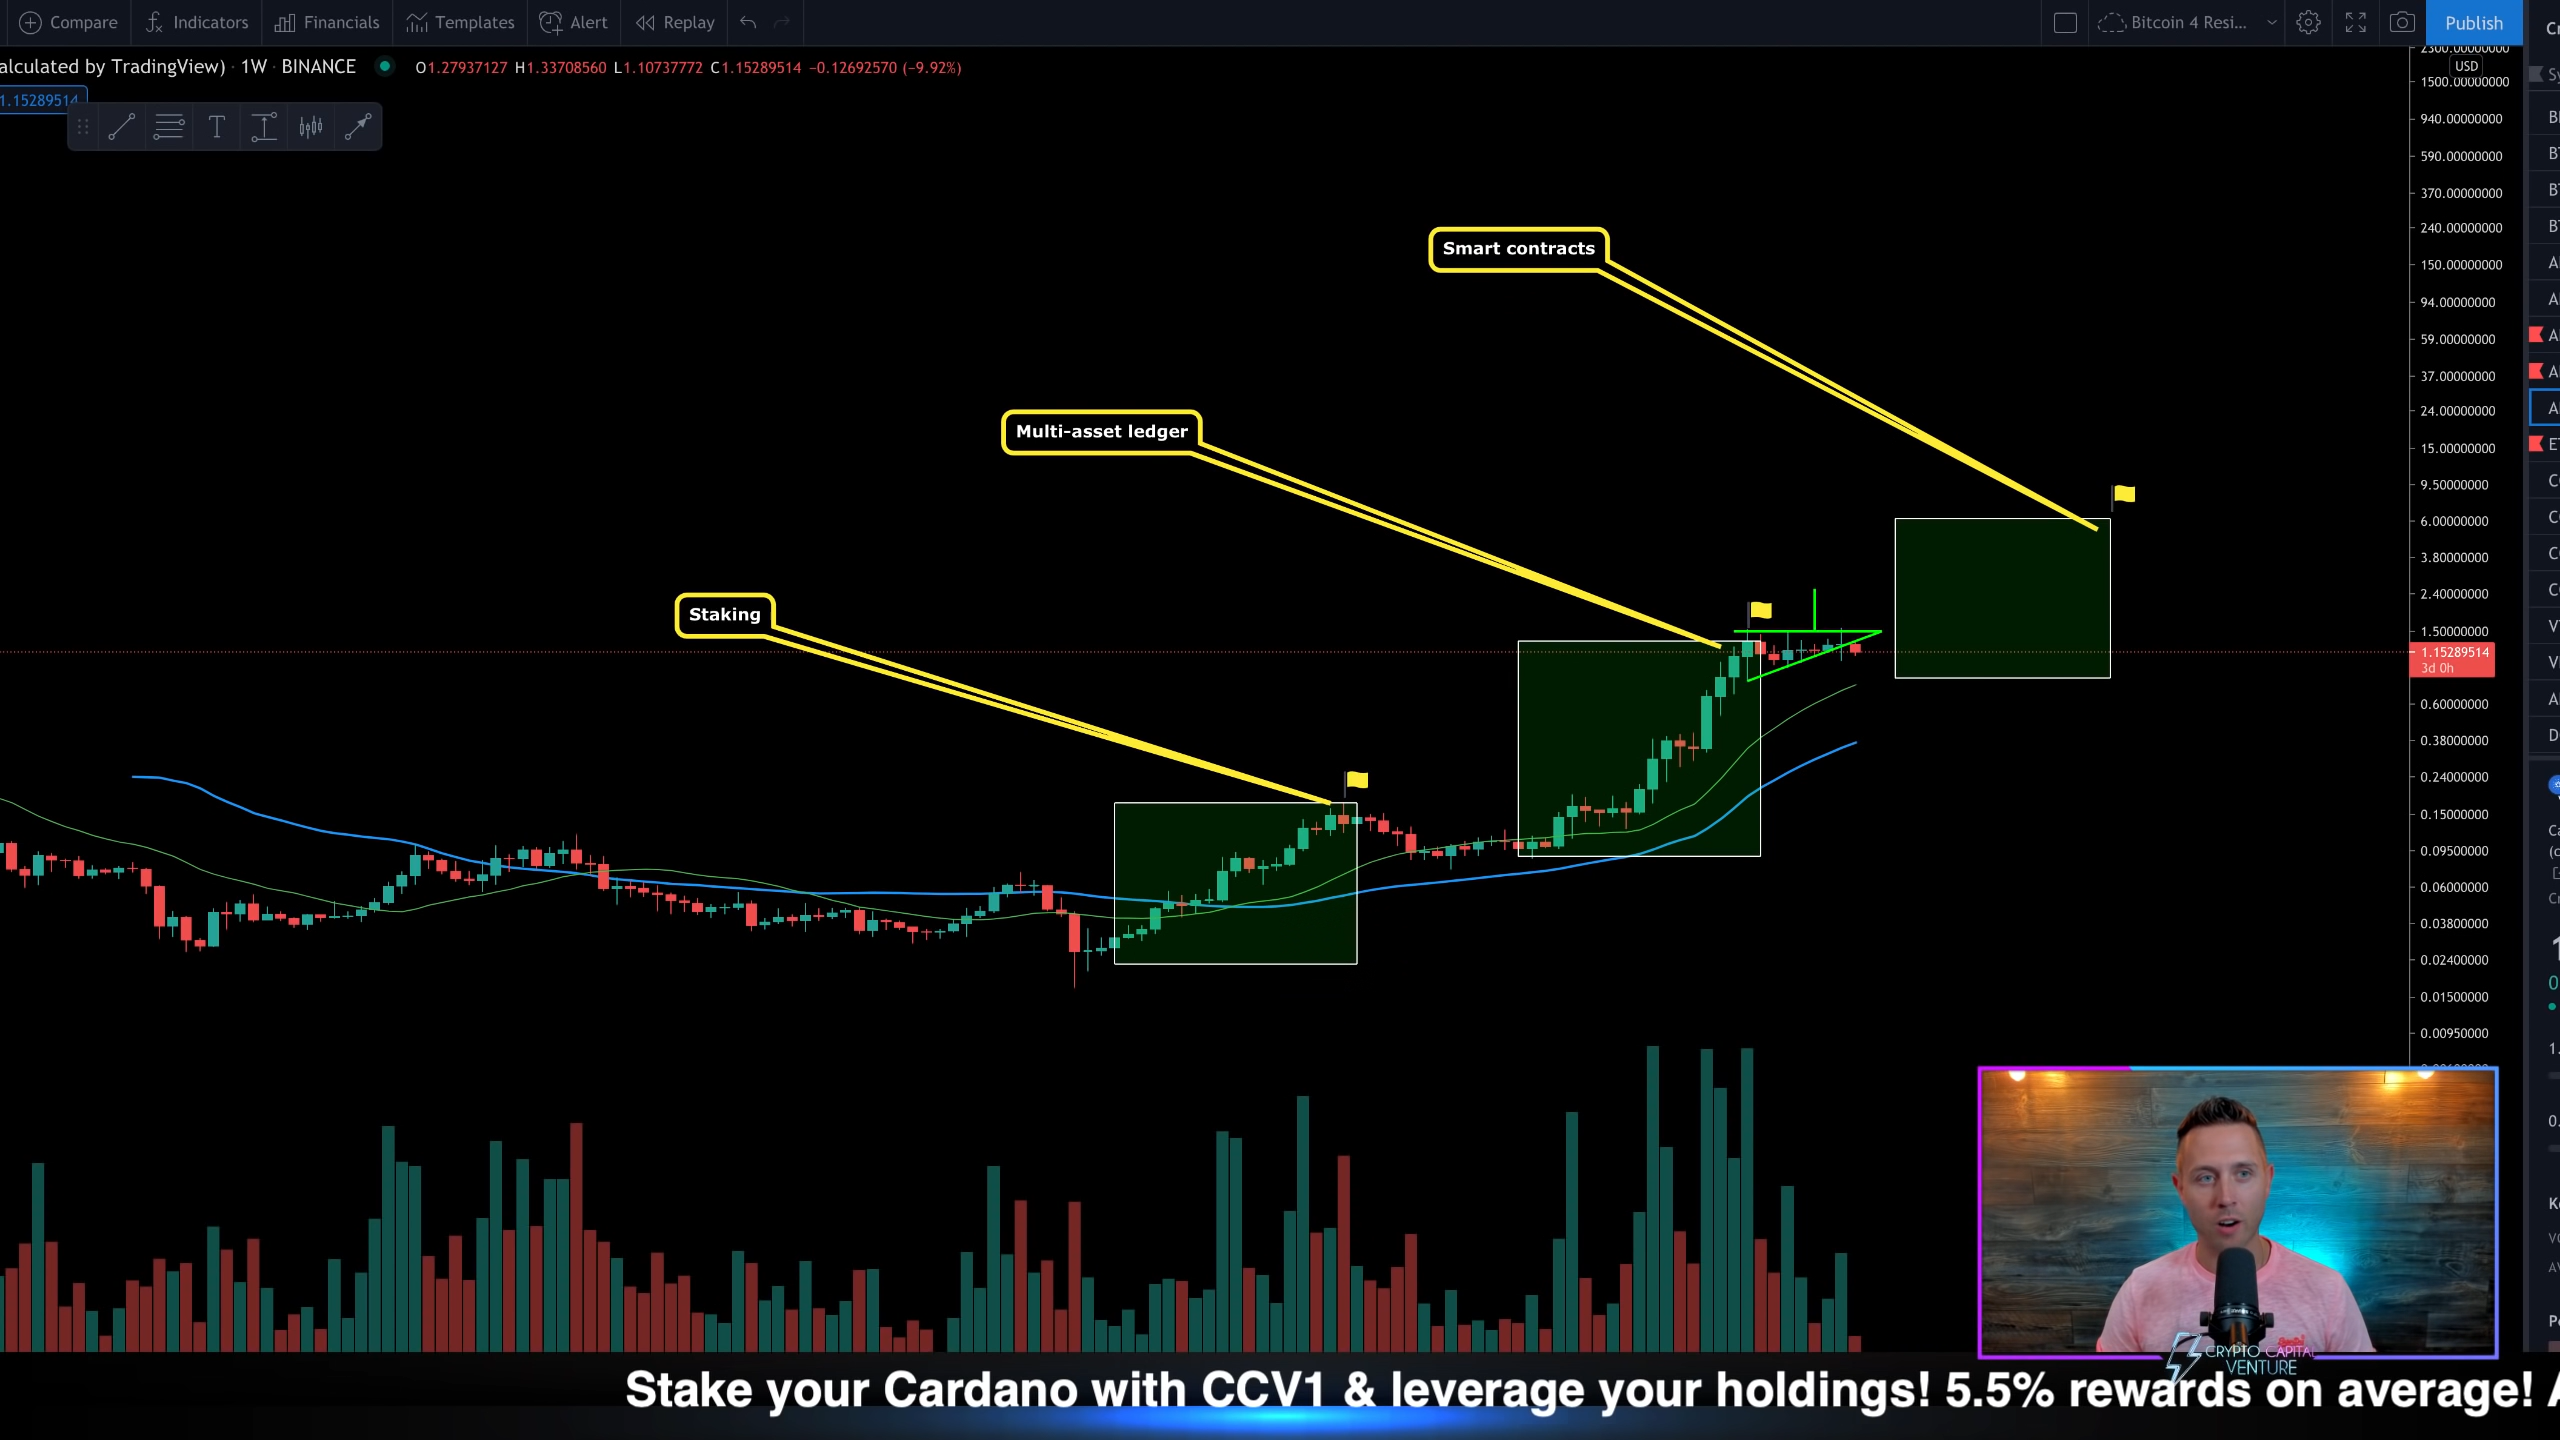 Compare Indicators Financials Templates Alert Replay Bitcoin 4 Resi... Publish
alculated by TradingView) · 1W · BINANCE O1.27937127 H1.33708560 L1.10737772 C1.15289514 −0.12692570 (−9.92%)
1.15289514
T
USD
1500.00000000
940.00000000
590.00000000
370.00000000
240.00000000
150.00000000
94.00000000
59.00000000
37.00000000
24.00000000
15.00000000
9.50000000
6.00000000
3.80000000
2.40000000
1.50000000
1.15289514
3d 0h
0.60000000
0.38000000
0.24000000
0.15000000
0.09500000
0.06000000
0.03800000
0.02400000
0.01500000
0.00950000
Smart contracts
Multi-asset ledger
Staking
CRYPTO CAPITAL
VENTURE
Stake your Cardano with CCV1 & leverage your holdings! 5.5% rewards on average! A